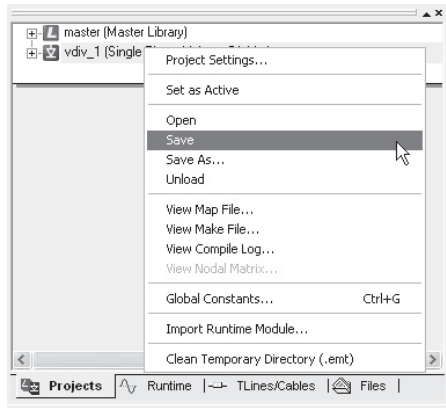 master (Master Library)
vdiv_1 (Single
Project Settings...
Set as Active
Open
Save
Save As...
Unload
View Map File...
View Make File...
View Compile Log...
View Nodal Matrix...
Global Constants... Ctrl+G
Import Runtime Module...
Clean Temporary Directory (.emt)
Projects Runtime TLines/Cables Files